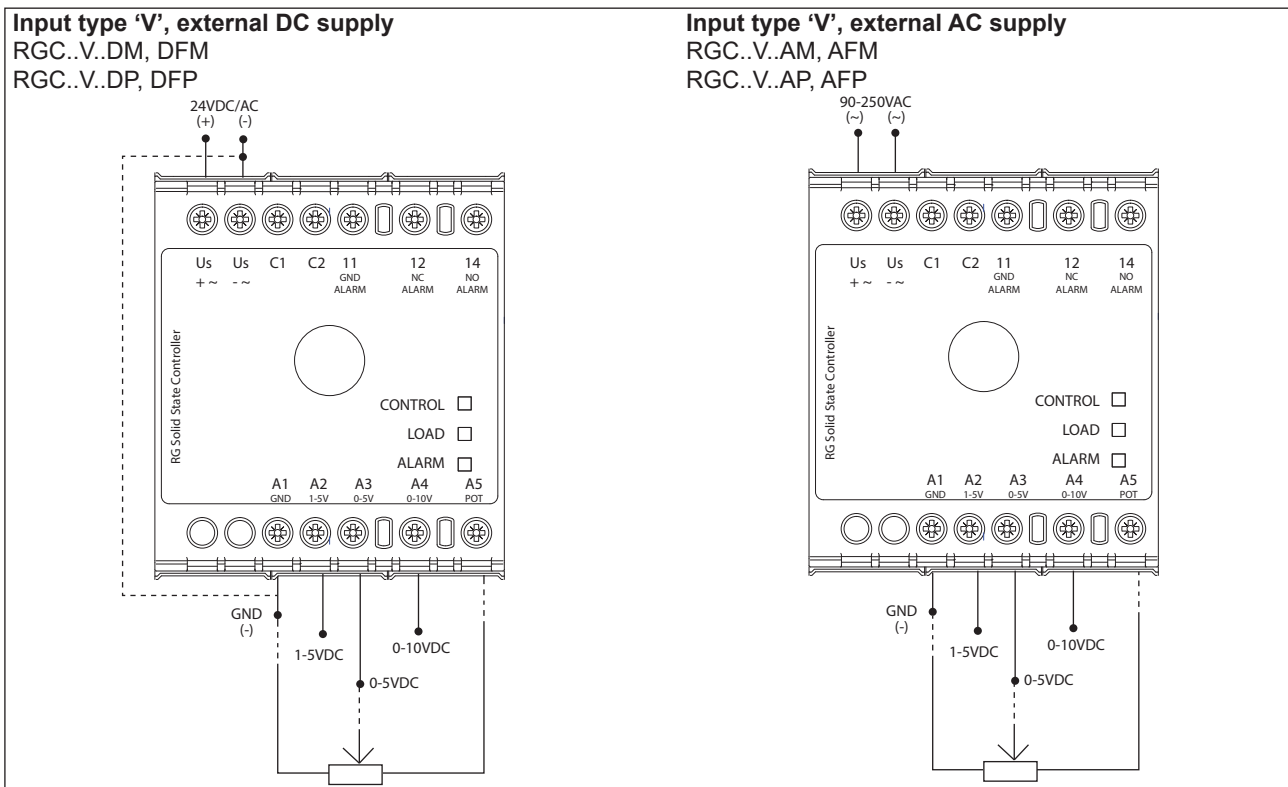 Input type ‘V’, external DC supply
RGC..V..DM, DFM
RGC..V..DP, DFP
24VDC/AC
(+) (-)
Us Us C1 C2 11 12 14
+ ~ - ~ GND NC NO
ALARM ALARM ALARM
RG Solid State Controller
CONTROL
LOAD
ALARM
A1 A2 A3 A4 A5
GND 1-5V 0-5V 0-10V POT
GND
(-)
1-5VDC
0-10VDC
0-5VDC
Input type ‘V’, external AC supply
RGC..V..AM, AFM
RGC..V..AP, AFP
90-250VAC
(~) (~)
Us Us C1 C2 11 12 14
+ ~ - ~ GND NC NO
ALARM ALARM ALARM
RG Solid State Controller
CONTROL
LOAD
ALARM
A1 A2 A3 A4 A5
GND 1-5V 0-5V 0-10V POT
GND
(-)
1-5VDC
0-10VDC
0-5VDC